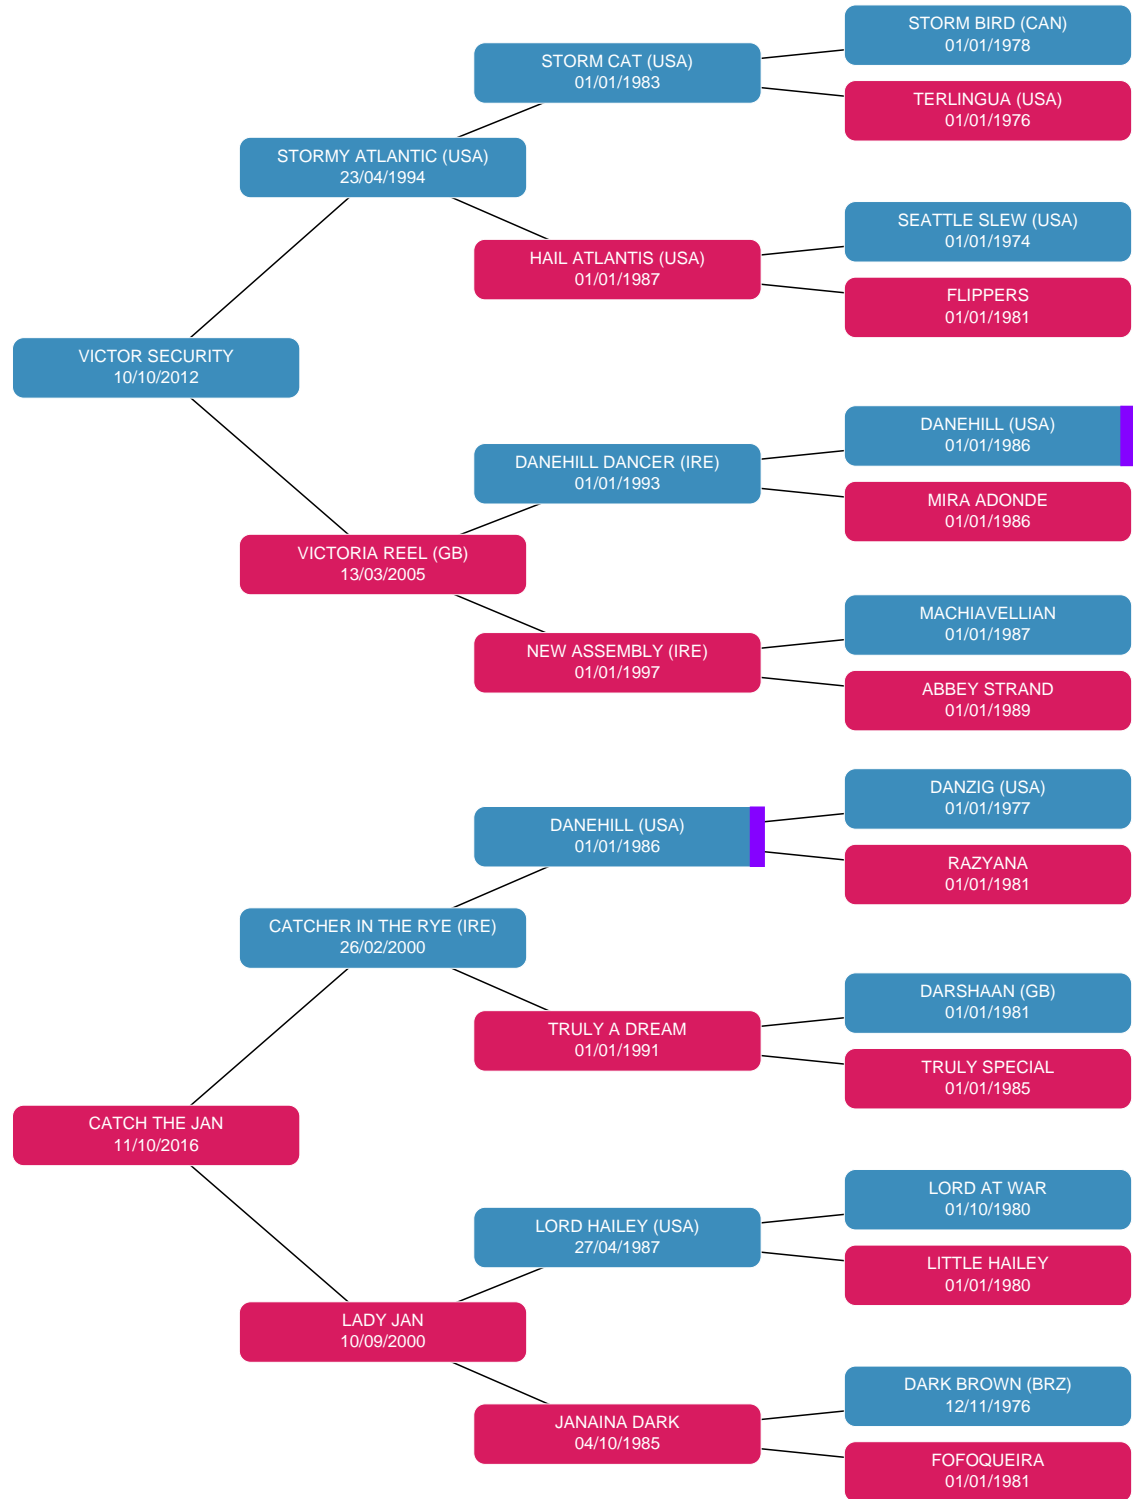 STORM BIRD (CAN)
01/01/1978
STORM CAT (USA)
01/01/1983
TERLINGUA (USA)
01/01/1976
STORMY ATLANTIC (USA)
23/04/1994
SEATTLE SLEW (USA)
01/01/1974
HAIL ATLANTIS (USA)
01/01/1987
FLIPPERS
01/01/1981
VICTOR SECURITY
10/10/2012
DANEHILL (USA)
01/01/1986
DANEHILL DANCER (IRE)
01/01/1993
MIRA ADONDE
01/01/1986
VICTORIA REEL (GB)
13/03/2005
MACHIAVELLIAN
01/01/1987
NEW ASSEMBLY (IRE)
01/01/1997
ABBEY STRAND
01/01/1989
DANZIG (USA)
01/01/1977
DANEHILL (USA)
01/01/1986
RAZYANA
01/01/1981
CATCHER IN THE RYE (IRE)
26/02/2000
DARSHAAN (GB)
01/01/1981
TRULY A DREAM
01/01/1991
TRULY SPECIAL
01/01/1985
CATCH THE JAN
11/10/2016
LORD AT WAR
01/10/1980
LORD HAILEY (USA)
27/04/1987
LITTLE HAILEY
01/01/1980
LADY JAN
10/09/2000
DARK BROWN (BRZ)
12/11/1976
JANAINA DARK
04/10/1985
FOFOQUEIRA
01/01/1981